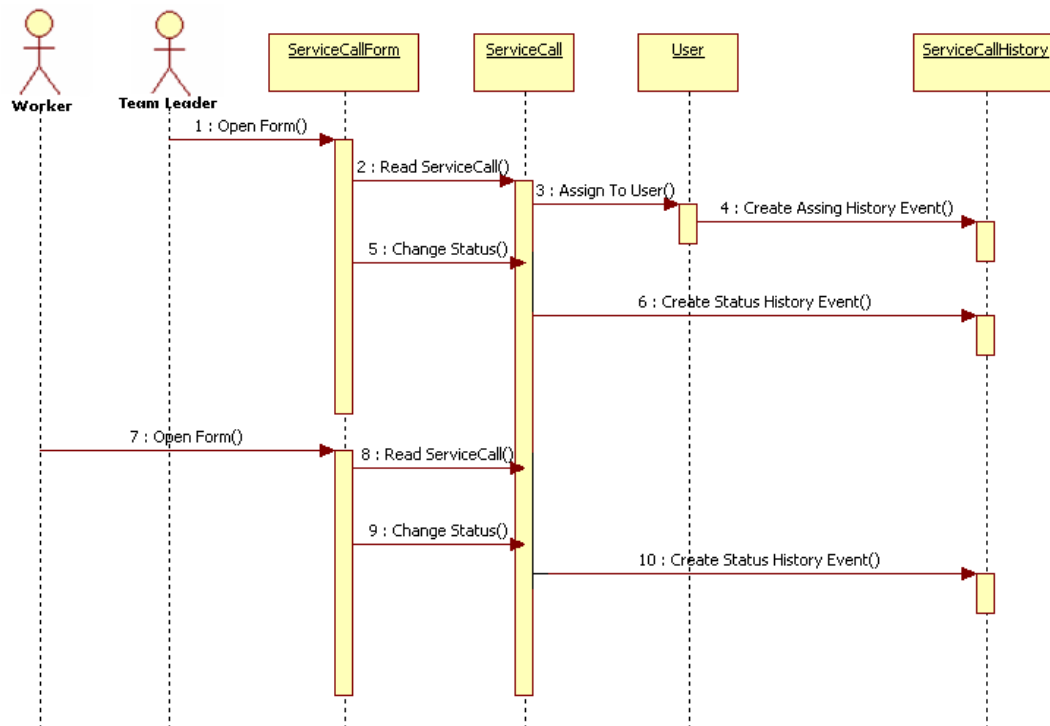 ServiceCallForm
ServiceCall
User
ServiceCallHistory
Worker
Team Leader
1 : Open Form()
2 : Read ServiceCall()
3 : Assign To User()
4 : Create Assing History Event()
5 : Change Status()
6 : Create Status History Event()
7 : Open Form()
8 : Read ServiceCall()
9 : Change Status()
10 : Create Status History Event()